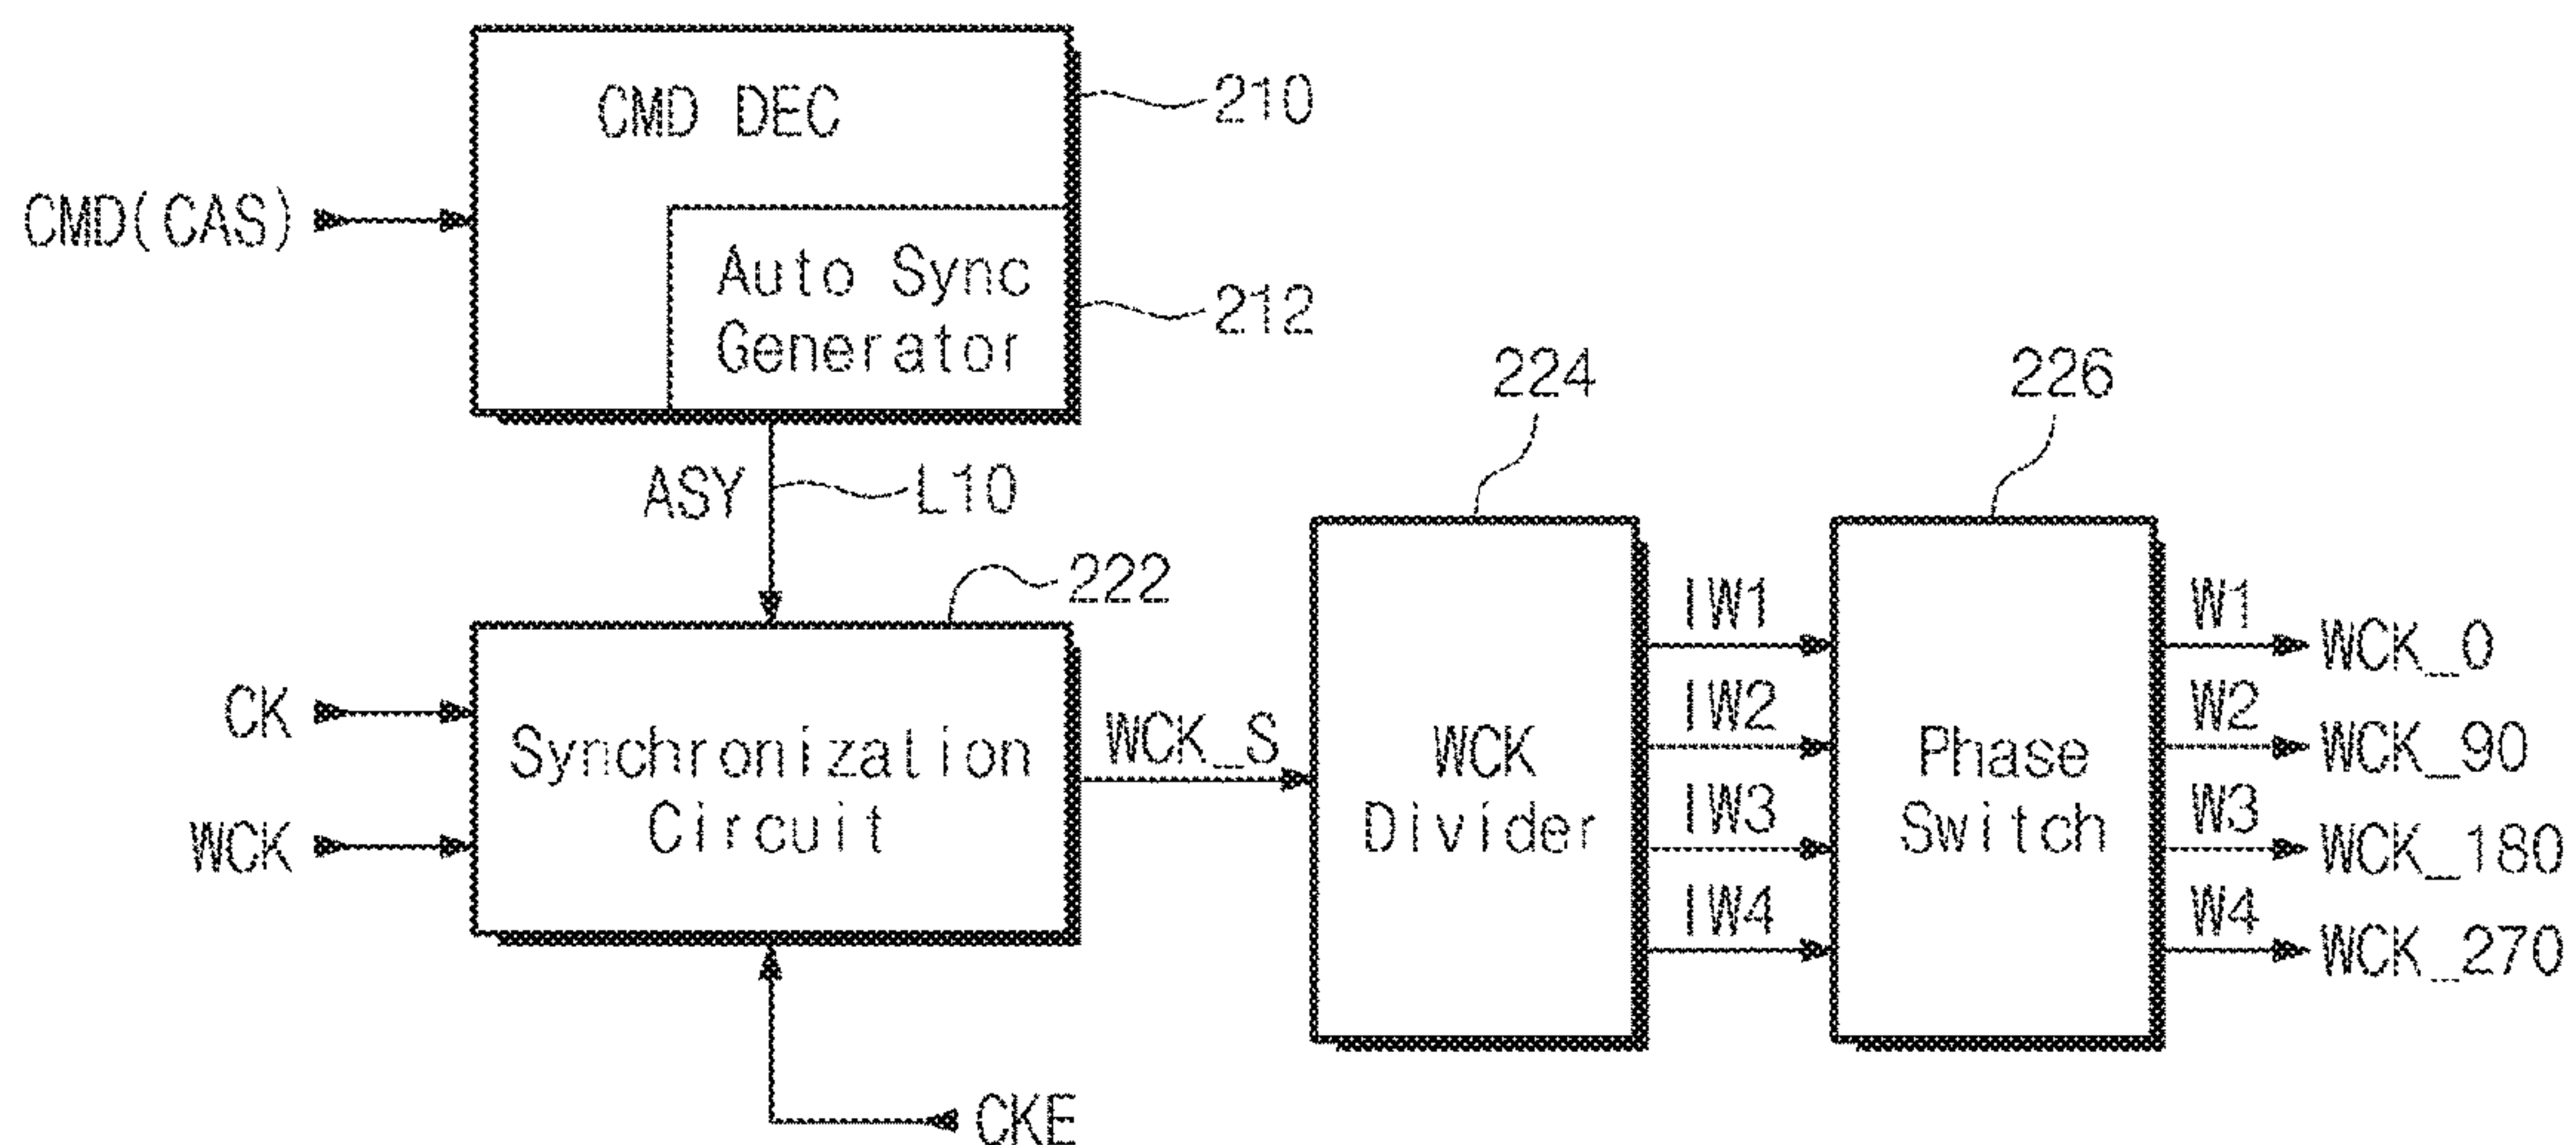 CMD DEC
210
CMD(CAS)
Auto Sync
Generator
212
ASY
L10
222
224
226
CK
WCK
Synchronization
Circuit
WCK_S
WCK
Divider
IW1
IW2
IW3
IW4
Phase
Switch
W1
W2
W3
W4
WCK_0
WCK_90
WCK_180
WCK_270
CKE